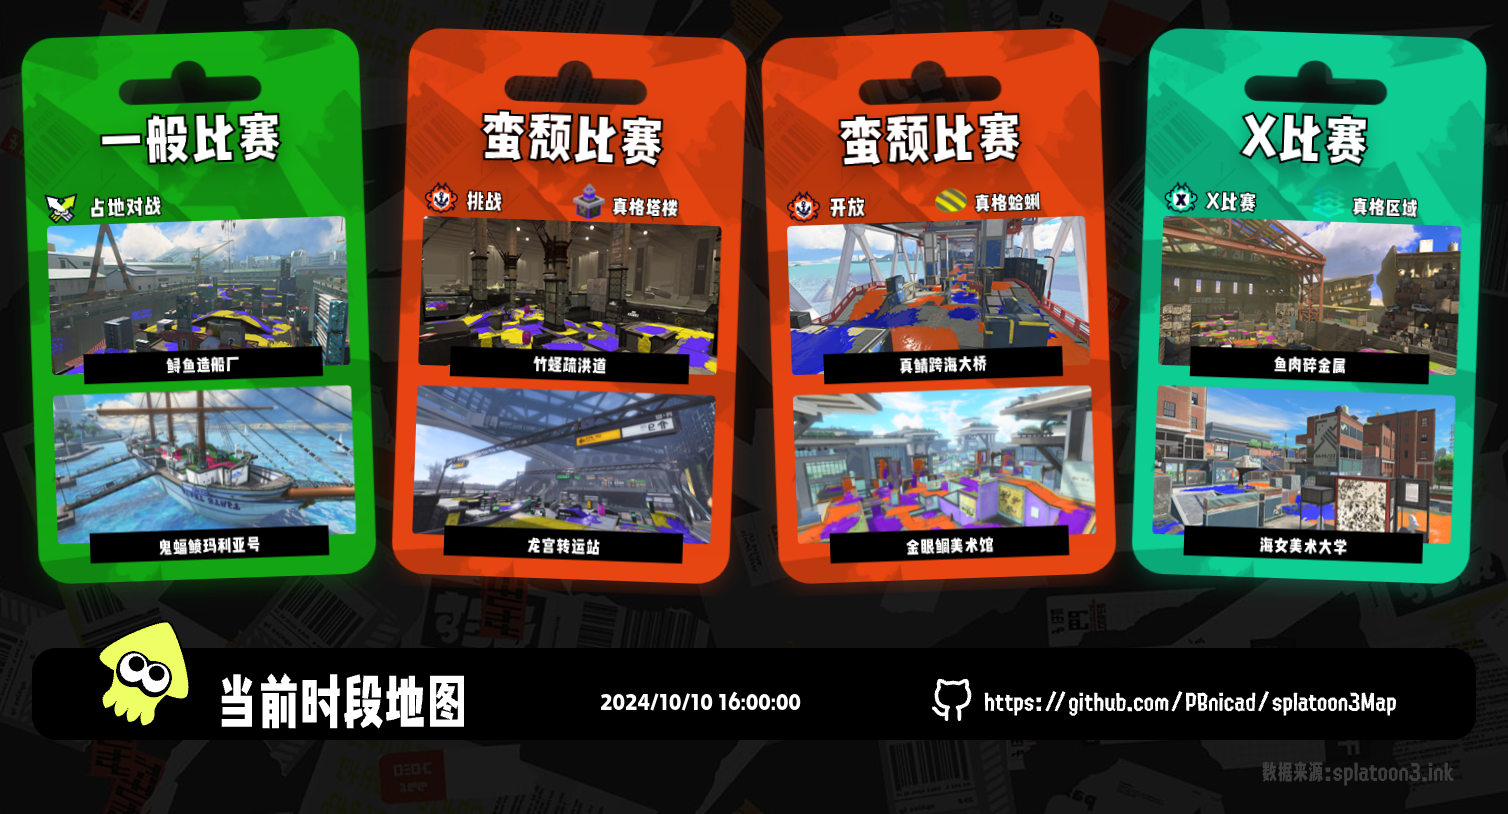 一般比赛
占地对战
鲟鱼造船厂
鬼蝠鲼玛利亚号
蛮颓比赛
挑战
真格塔楼
竹蛏疏洪道
龙宫转运站
蛮颓比赛
开放
真格蛤蜊
真鲭跨海大桥
金眼鲷美术馆
X比赛
X比赛
真格区域
鱼肉碎金属
海女美术大学
当前时段地图
2024/10/10 16:00:00
https://github.com/PBnicad/splatoon3Map
数据来源:splatoon3.ink